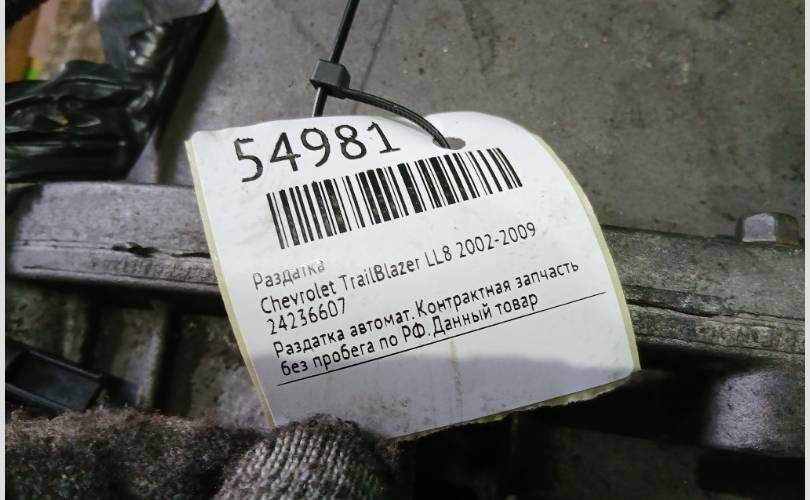 54981
Раздатка
Chevrolet TrailBlazer LL8 2002-2009
24236607
Раздатка автомат.Контрактная запчасть
без пробега по РФ.Данный товар